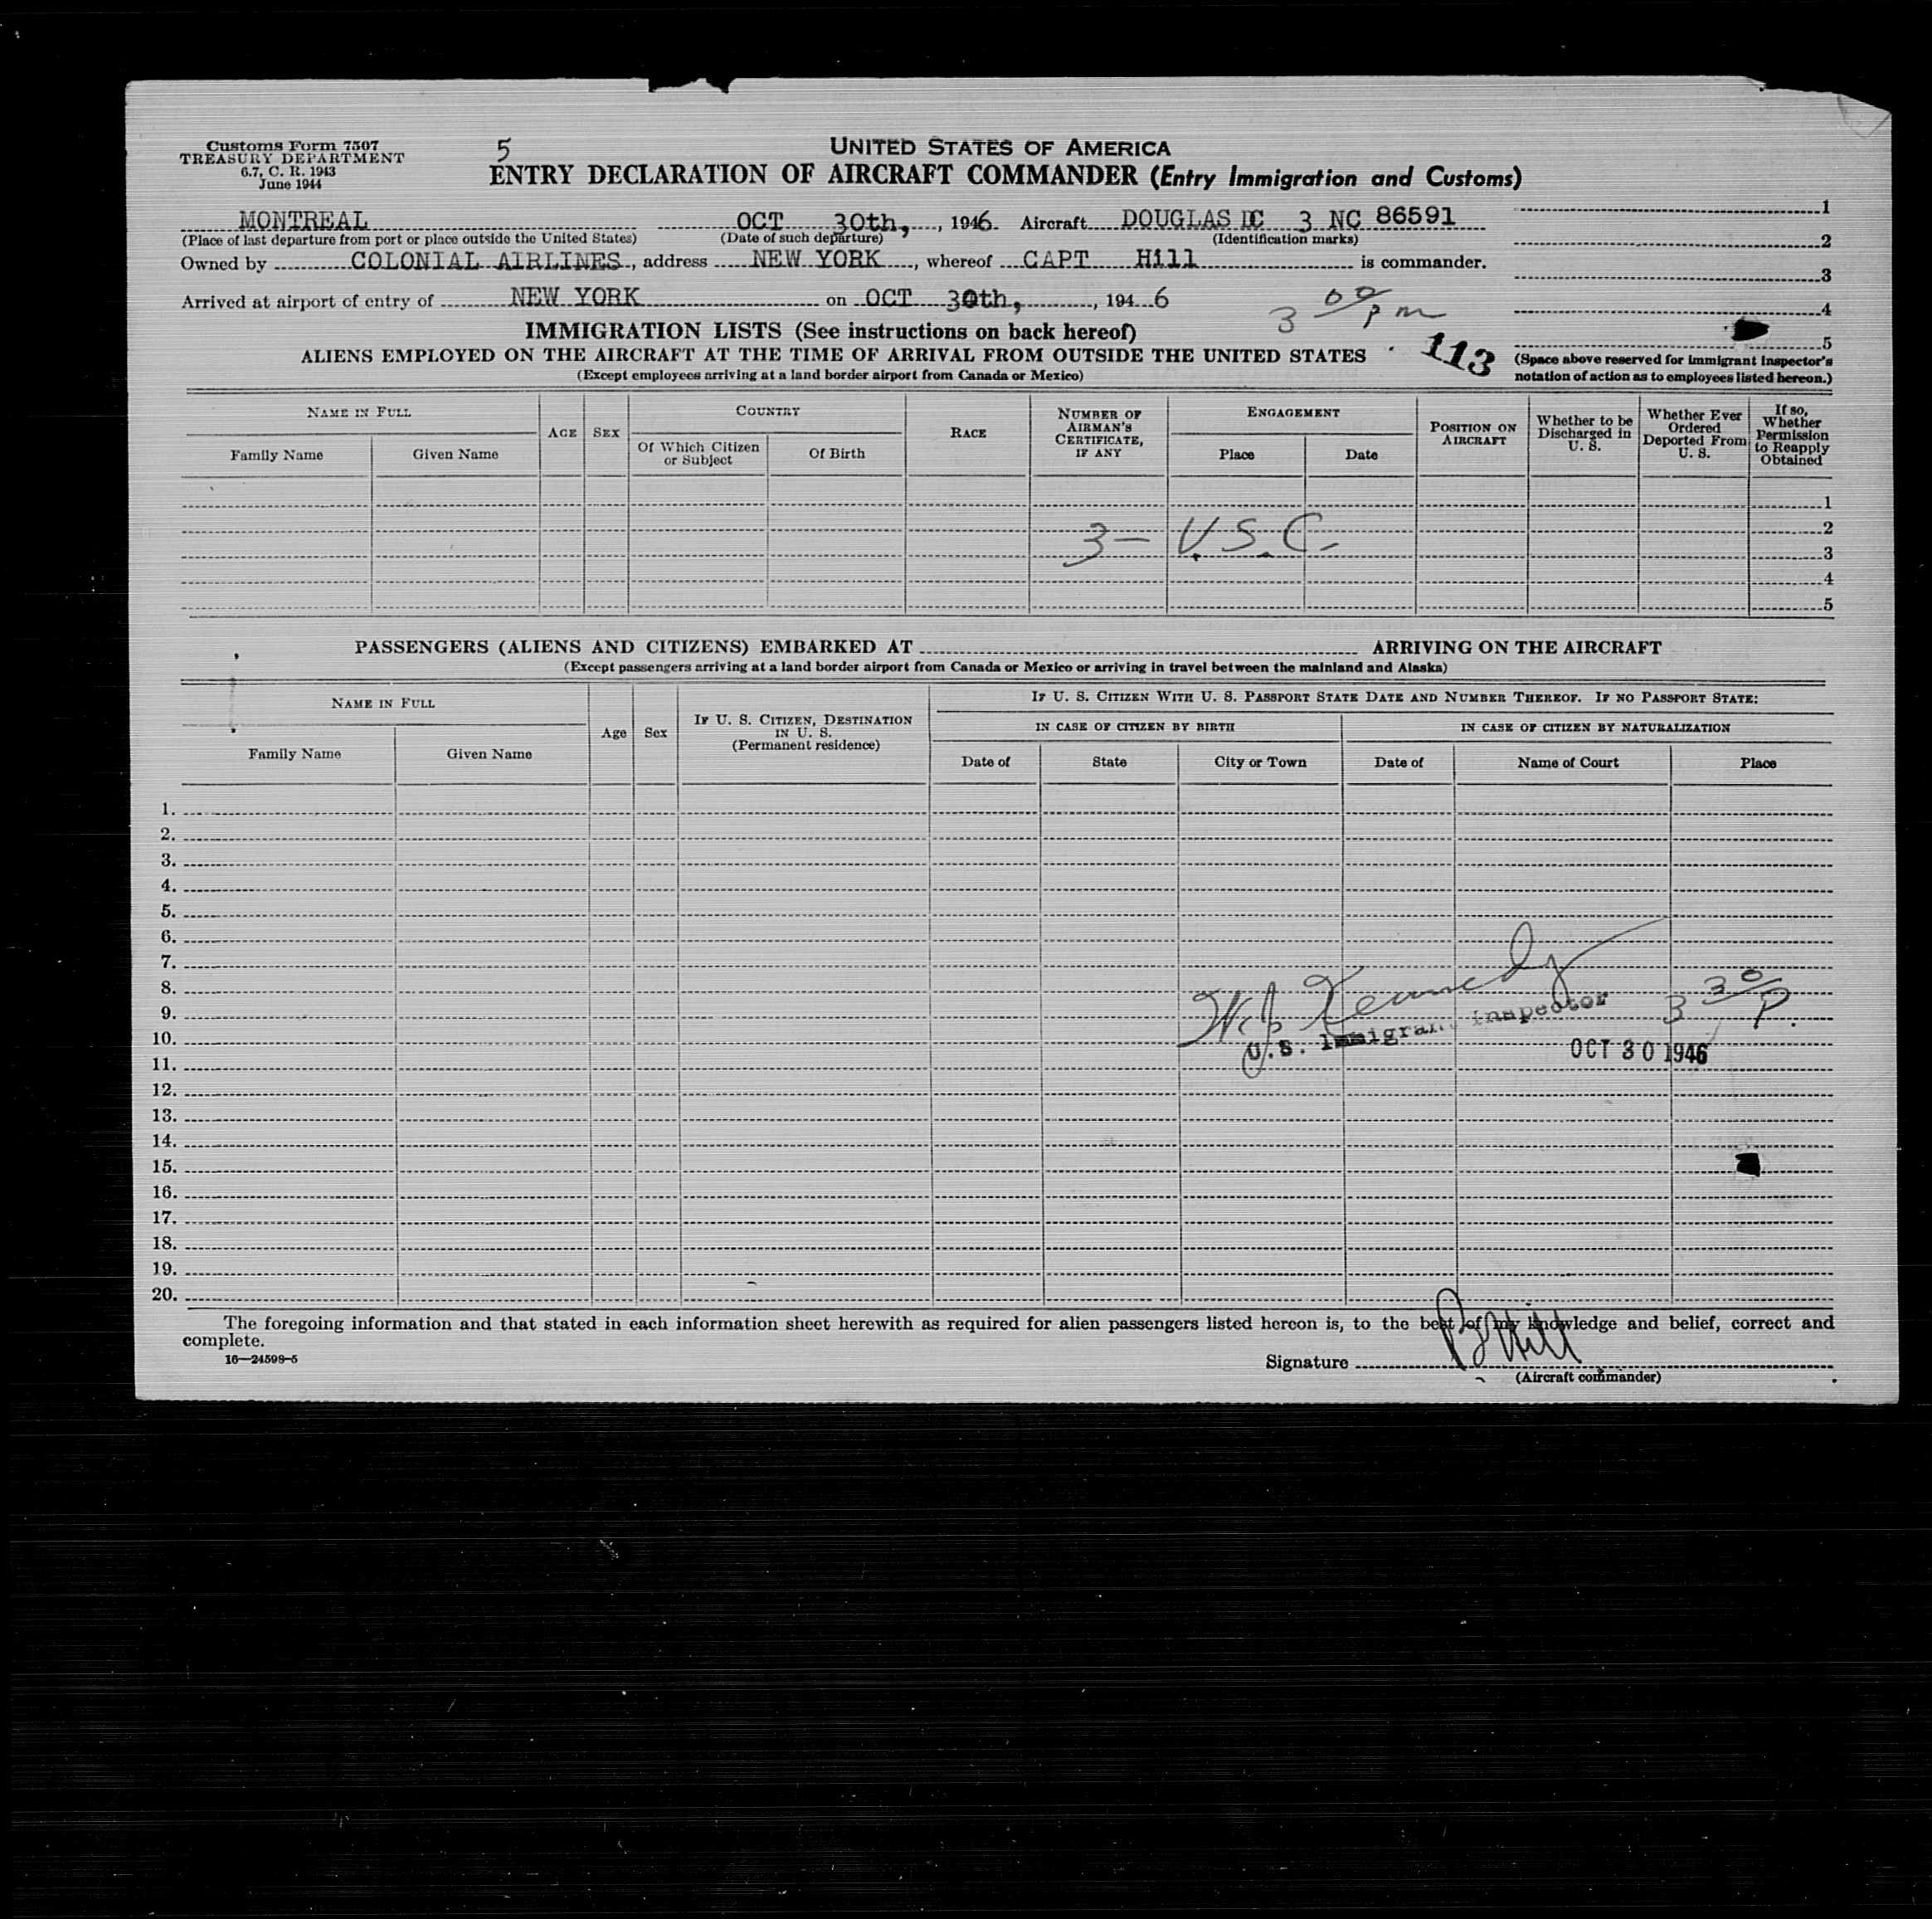 Customs Form 7507
TREASURY DEPARTMENT
6.7, C. R. 1943
June 1944
5
UNITED STATES OF AMERICA
ENTRY DECLARATION OF AIRCRAFT COMMANDER (Entry Immigration and Customs)
MONTREAL OCT 30th, , 1946 Aircraft DOUGLAS DC 3 NC 86591
(Place of last departure from port or place outside the United States) (Date of such departure) (Identification marks)
Owned by COLONIAL AIRLINES, address NEW YORK, whereof CAPT Hill is commander.
Arrived at airport of entry of NEW YORK on OCT 30th, , 194 6
3 00 pm
1
2
3
4
5
IMMIGRATION LISTS (See instructions on back hereof)
ALIENS EMPLOYED ON THE AIRCRAFT AT THE TIME OF ARRIVAL FROM OUTSIDE THE UNITED STATES
113
(Except employees arriving at a land border airport from Canada or Mexico)
(Space above reserved for Immigrant Inspector's
notation of action as to employees listed hereon.)
NAME IN FULL
Family Name
Given Name
AGE
SEX
COUNTRY
Of Which Citizen
or Subject
Of Birth
RACE
NUMBER OF
AIRMAN'S
CERTIFICATE,
IF ANY
ENGAGEMENT
Place
Date
POSITION ON
AIRCRAFT
Whether to be
Discharged in
U. S.
Whether Ever
Ordered
Deported From
U. S.
If so,
Whether
Permission
to Reapply
Obtained
1
2
3 — U.S.C.
3
4
5
PASSENGERS (ALIENS AND CITIZENS) EMBARKED AT ARRIVING ON THE AIRCRAFT
(Except passengers arriving at a land border airport from Canada or Mexico or arriving in travel between the mainland and Alaska)
NAME IN FULL
Family Name
Given Name
Age
Sex
IF U. S. CITIZEN, DESTINATION
IN U. S.
(Permanent residence)
IF U. S. CITIZEN WITH U. S. PASSPORT STATE DATE AND NUMBER THEREOF. IF NO PASSPORT STATE:
IN CASE OF CITIZEN BY BIRTH
IN CASE OF CITIZEN BY NATURALIZATION
Date of
State
City or Town
Date of
Name of Court
Place
1.
2.
3.
4.
5.
6.
7.
8.
9.
10.
11.
12.
13.
14.
15.
16.
17.
18.
19.
20.
Kennedy
3 30 P.
U.S. Immigrant Inspector
OCT 30 1946
The foregoing information and that stated in each information sheet herewith as required for alien passengers listed hereon is, to the best of my knowledge and belief, correct and
complete.
16—24598-5
Signature B Hill
(Aircraft commander)